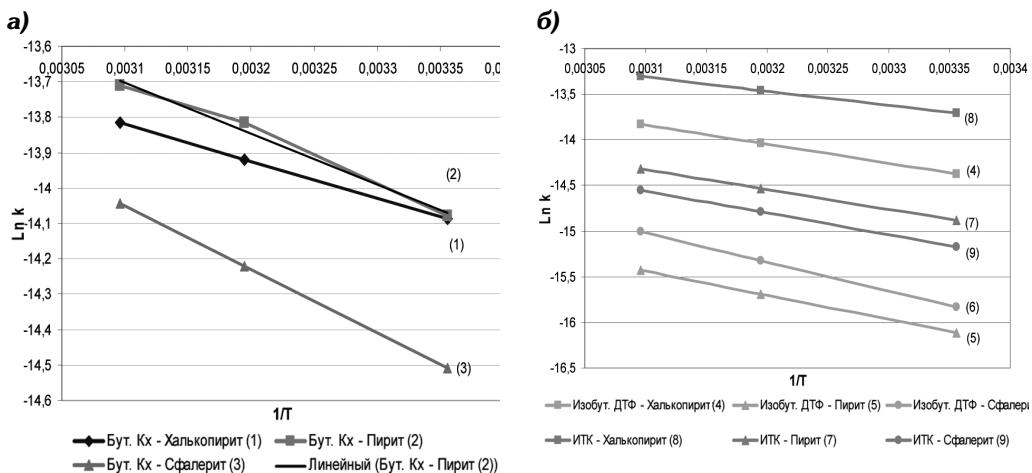 а)
-13,6
0,00305 0,0031 0,00315 0,0032 0,00325 0,0033 0,00335
-13,7
-13,8
-13,9
-14
-14,1
-14,2
-14,3
-14,4
-14,5
-14,6
Ln k
(2)
(1)
(3)
1/T
Бут. Кх - Халькопирит (1)
Бут. Кх - Пирит (2)
Бут. Кх - Сфалерит (3)
Линейный (Бут. Кх - Пирит (2))
б)
-13
0,00305 0,0031 0,00315 0,0032 0,00325 0,0033 0,00335 0,0034
-13,5
-14
-14,5
-15
-15,5
-16
-16,5
Ln k
(8)
(4)
(7)
(9)
(6)
(5)
1/T
Изобут. ДТФ - Халькопирит (4)
Изобут. ДТФ - Пирит (5)
Изобут. ДТФ - Сфалери
ИТК - Халькопирит (8)
ИТК - Пирит (7)
ИТК - Сфалерит (9)